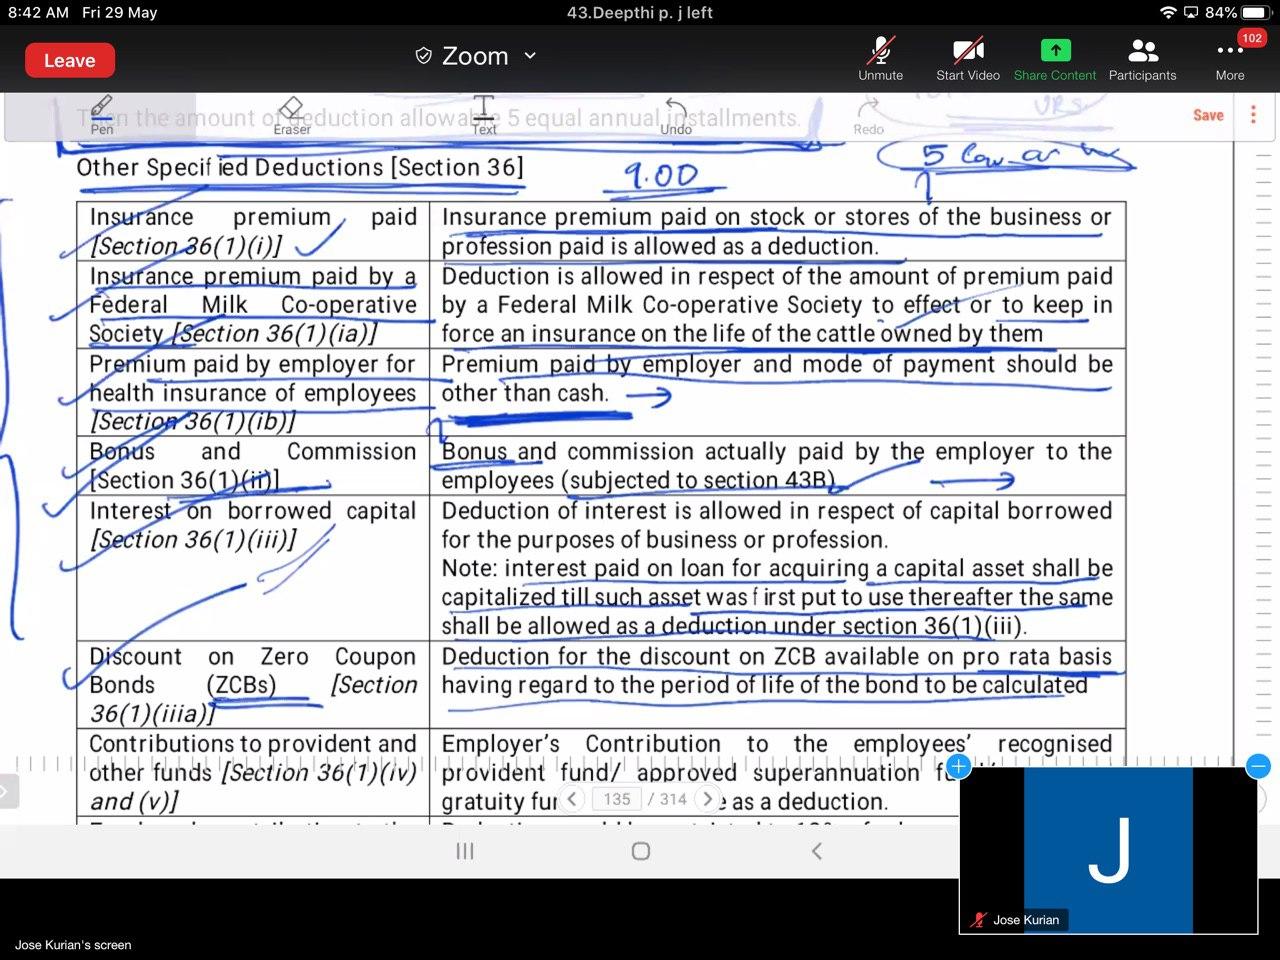 8:42 AM Fri 29 May
43.Deepthi p. j left
84%
Leave
Zoom
Unmute
Start Video
Share Content
Participants
102
More
Pen
Eraser
Text
Undo
Redo
Save
Then the amount of deduction allowable 5 equal annual installments.
VRS
Other Specified Deductions [Section 36]
9.00
5
Insurance premium paid
[Section 36(1)(i)]
Insurance premium paid on stock or stores of the business or
profession paid is allowed as a deduction.
Insurance premium paid by a
Federal Milk Co-operative
Society [Section 36(1)(ia)]
Deduction is allowed in respect of the amount of premium paid
by a Federal Milk Co-operative Society to effect or to keep in
force an insurance on the life of the cattle owned by them
Premium paid by employer for
health insurance of employees
[Section 36(1)(ib)]
Premium paid by employer and mode of payment should be
other than cash.
Bonus and Commission
[Section 36(1)(ii)]
Bonus and commission actually paid by the employer to the
employees (subjected to section 43B)
Interest on borrowed capital
[Section 36(1)(iii)]
Deduction of interest is allowed in respect of capital borrowed
for the purposes of business or profession.
Note: interest paid on loan for acquiring a capital asset shall be
capitalized till such asset was first put to use thereafter the same
shall be allowed as a deduction under section 36(1)(iii).
Discount on Zero Coupon
Bonds (ZCBs) [Section
36(1)(iiia)]
Deduction for the discount on ZCB available on pro rata basis
having regard to the period of life of the bond to be calculated
Contributions to provident and
other funds [Section 36(1)(iv)
and (v)]
Employer's Contribution to the employees' recognised
provident fund/ approved superannuation
gratuity as a deduction.
135 / 314
J
Jose Kurian
Jose Kurian's screen